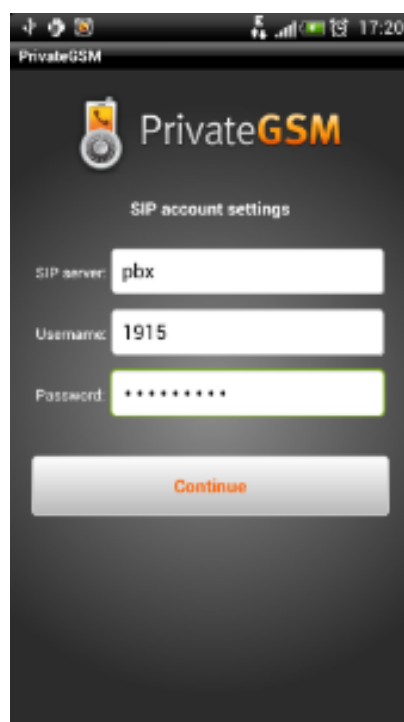 17:20
PrivateGSM
PrivateGSM
SIP account settings
SIP server: pbx
Username: 1915
Password: •••••••••
Continue